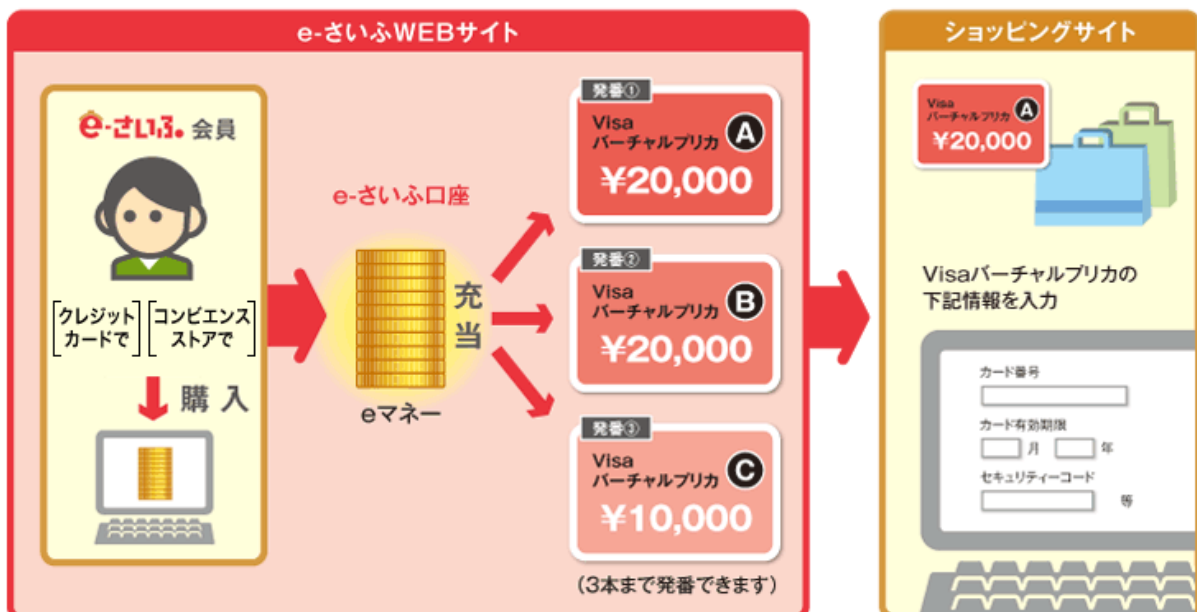 e-さいふWEBサイト
e-さいふ。会員
[クレジットカードで]
[コンビエンスストアで]
購入
e-さいふ口座
充当
eマネー
発番①
Visa
バーチャルプリカ A
¥20,000
発番②
Visa
バーチャルプリカ B
¥20,000
発番③
Visa
バーチャルプリカ C
¥10,000
(3本まで発番できます)
ショッピングサイト
Visa
バーチャルプリカ A
¥20,000
Visaバーチャルプリカの
下記情報を入力
カード番号
カード有効期限
月 年
セキュリティーコード
等